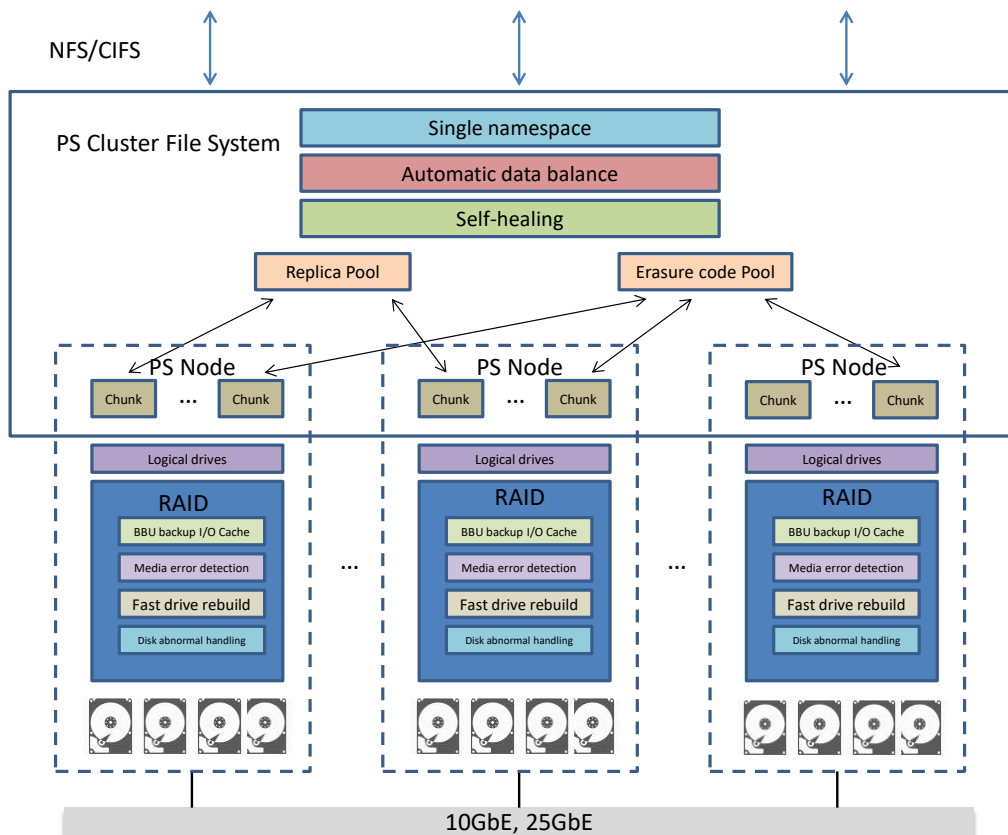 NFS/CIFS
PS Cluster File System
Single namespace
Automatic data balance
Self-healing
Replica Pool
Erasure code Pool
PS Node
PS Node
PS Node
Chunk ... Chunk
Chunk ... Chunk
Chunk ... Chunk
Logical drives
Logical drives
Logical drives
RAID
BBU backup I/O Cache
Media error detection
Fast drive rebuild
Disk abnormal handling
...
RAID
BBU backup I/O Cache
Media error detection
Fast drive rebuild
Disk abnormal handling
...
RAID
BBU backup I/O Cache
Media error detection
Fast drive rebuild
Disk abnormal handling
10GbE, 25GbE